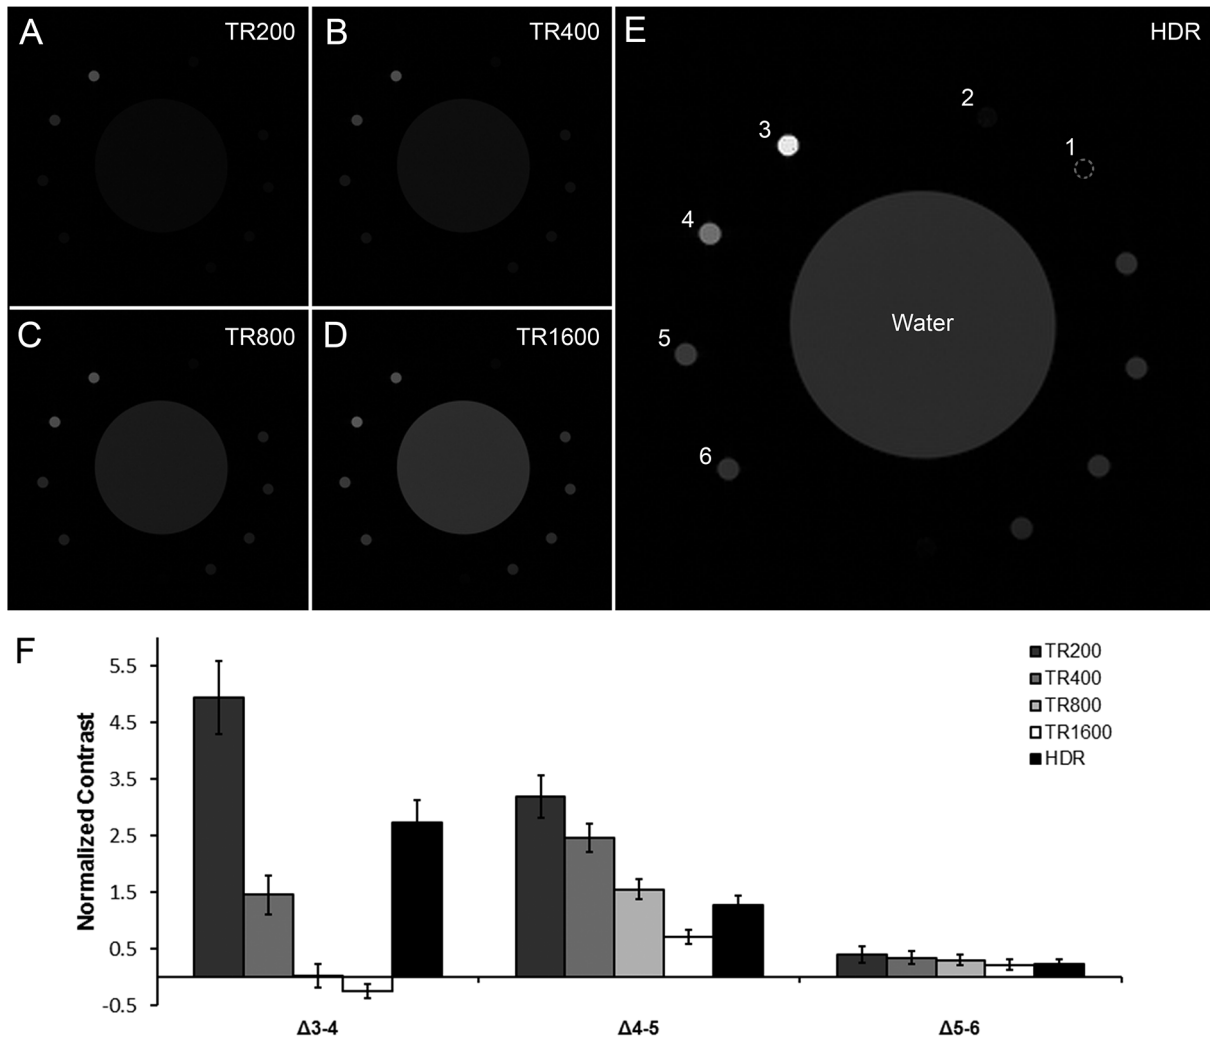 A TR200
B TR400
E HDR
2
3
1
4
Water
5
6
C TR800
D TR1600
F
5.5
4.5
3.5
2.5
1.5
0.5
-0.5
Normalized Contrast
TR200
TR400
TR800
TR1600
HDR
Δ3-4
Δ4-5
Δ5-6